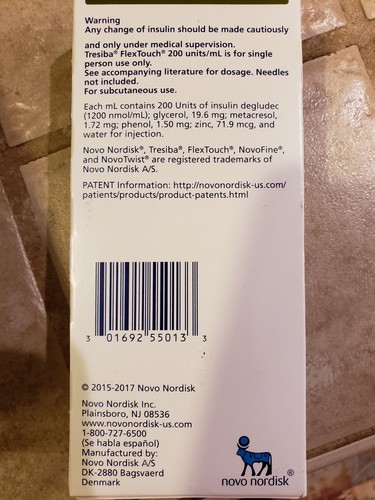 Warning
Any change of insulin should be made cautiously
and only under medical supervision.
Tresiba® FlexTouch® 200 units/mL is for single
person use only.
See accompanying literature for dosage. Needles
not included.
For subcutaneous use.
Each mL contains 200 Units of insulin degludec
(1200 nmol/mL); glycerol, 19.6 mg; metacresol,
1.72 mg; phenol, 1.50 mg; zinc, 71.9 mcg, and
water for injection.
Novo Nordisk®, Tresiba®, FlexTouch®, NovoFine®,
and NovoTwist® are registered trademarks of
Novo Nordisk A/S.
PATENT Information: http://novonordisk-us.com/
patients/products/product-patents.html
3 01692 55013 3
© 2015-2017 Novo Nordisk
Novo Nordisk Inc.
Plainsboro, NJ 08536
www.novonordisk-us.com
1-800-727-6500
(Se habla español)
Manufactured by:
Novo Nordisk A/S
DK-2880 Bagsvaerd
Denmark
novo nordisk®